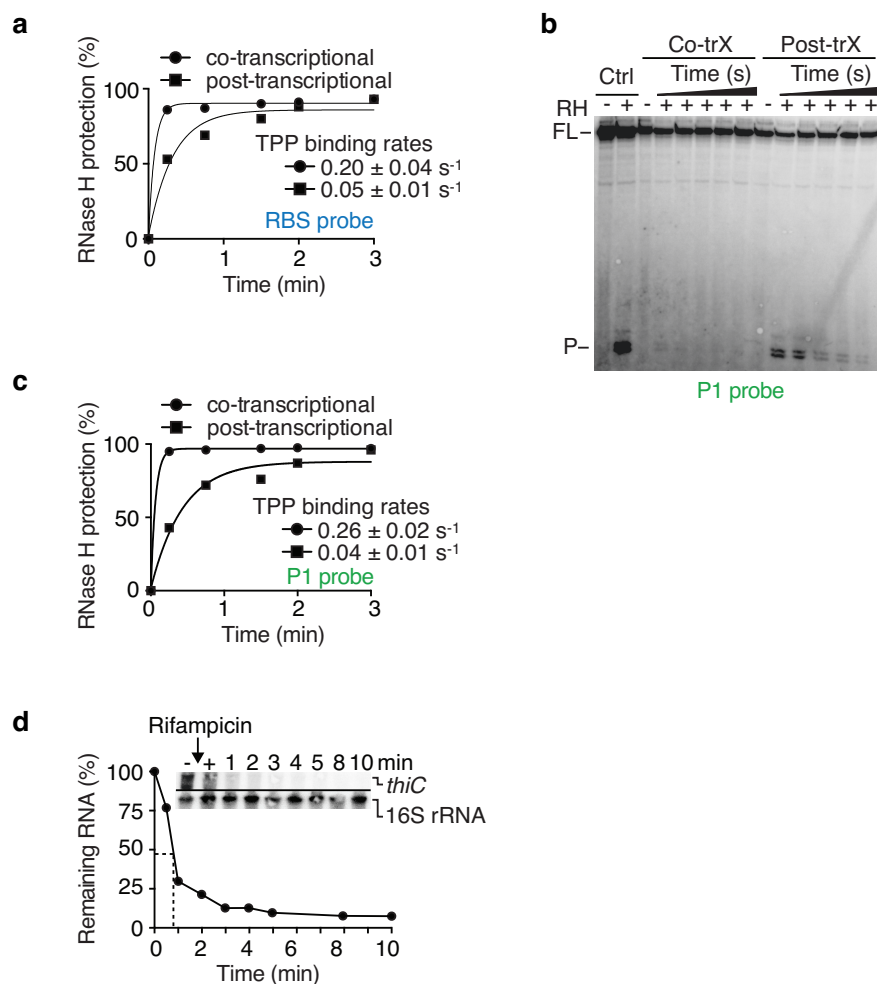 a
co-transcriptional
post-transcriptional
RNase H protection (%)
100
50
0
TPP binding rates
0.20 ± 0.04 s-1
0.05 ± 0.01 s-1
RBS probe
0 1 2 3
Time (min)
b
Co-trX Post-trX
Ctrl Time (s) Time (s)
RH - + - + + + + + - + + + + +
FL–
P–
P1 probe
c
co-transcriptional
post-transcriptional
RNase H protection (%)
100
50
0
TPP binding rates
0.26 ± 0.02 s-1
0.04 ± 0.01 s-1
P1 probe
0 1 2 3
Time (min)
d
Rifampicin
- + 1 2 3 4 5 8 10 min
thiC
16S rRNA
Remaining RNA (%)
100
75
50
25
0
0 2 4 6 8 10
Time (min)